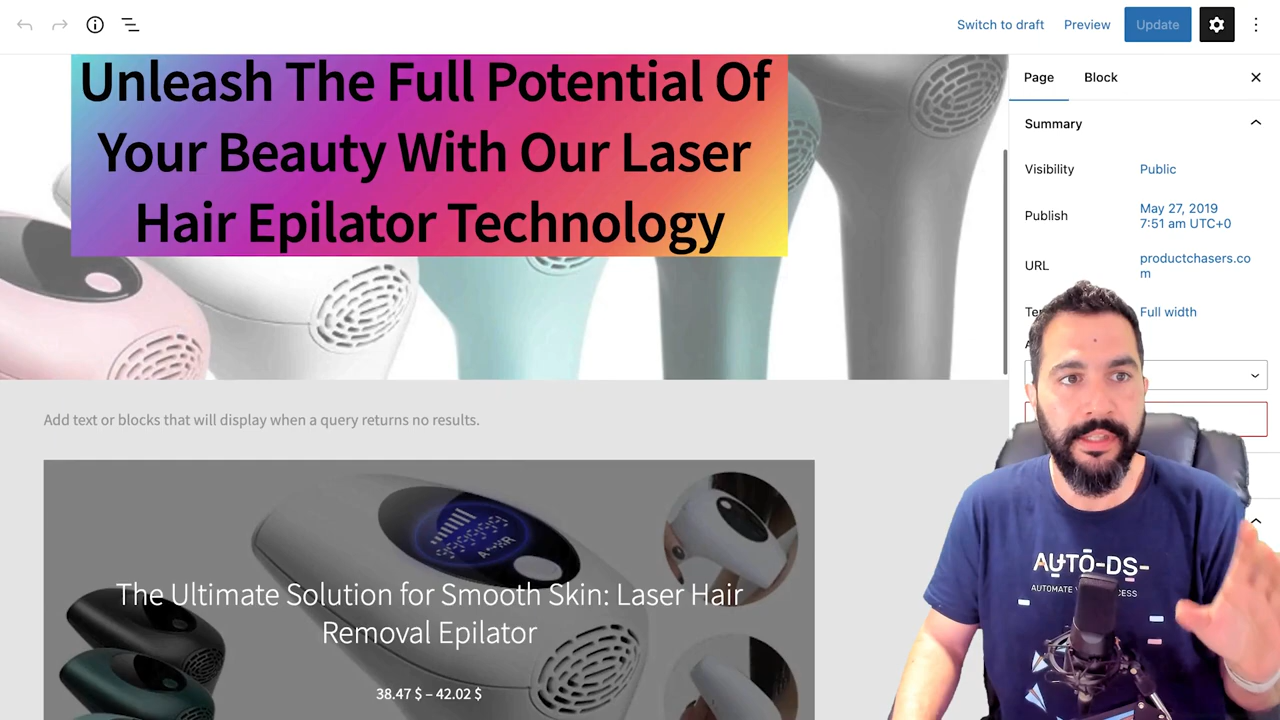 Switch to draft
Preview
Update
Unleash The Full Potential Of
Your Beauty With Our Laser
Hair Epilator Technology
Page
Block
Summary
Visibility
Public
Publish
May 27, 2019
7:51 am UTC+0
URL
productchasers.co
m
Full width
Add text or blocks that will display when a query returns no results.
The Ultimate Solution for Smooth Skin: Laser Hair
Removal Epilator
38.47 $ – 42.02 $
AUTO-DS-